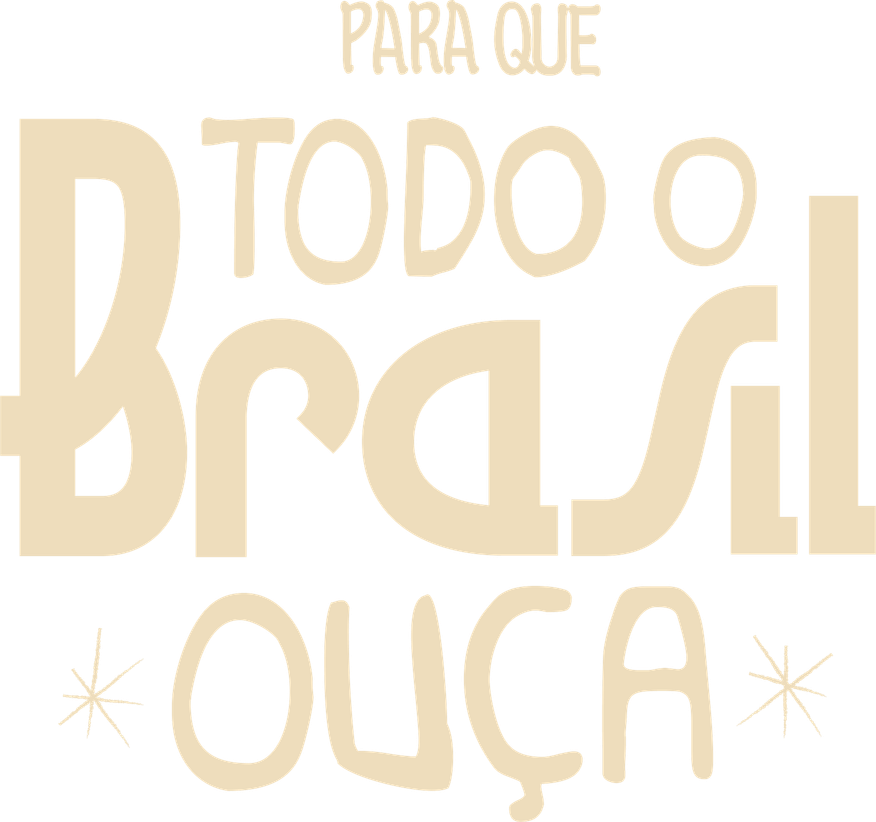 PARA QUE
TODO O
Brasil
OUÇA